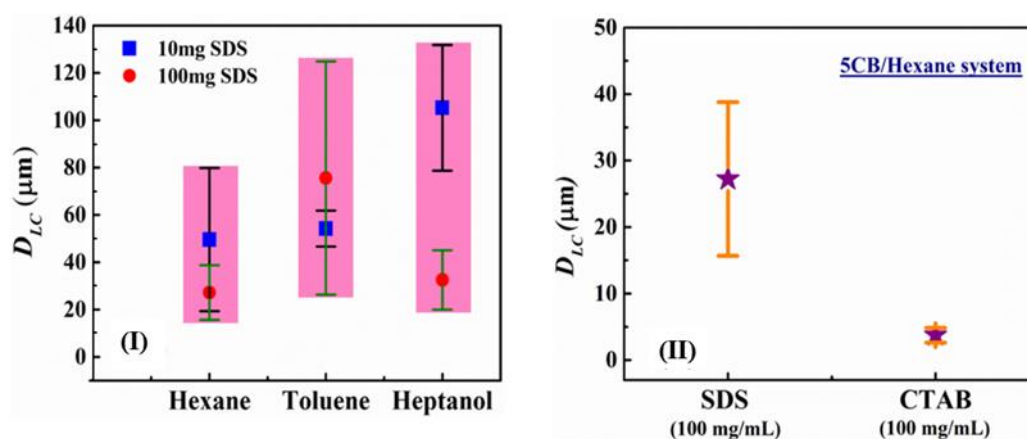 140
120
100
80
60
40
20
0
D_LC (μm)
10mg SDS
100mg SDS
(I)
Hexane Toluene Heptanol
50
40
30
20
10
0
D_LC (μm)
5CB/Hexane system
(II)
SDS CTAB
(100 mg/mL) (100 mg/mL)